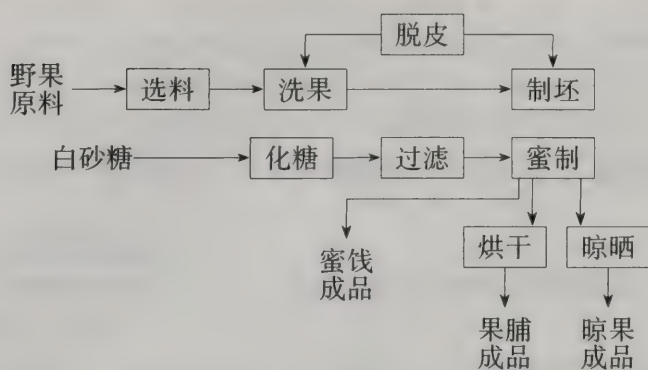 脱皮
野果
原料
选料
洗果
制坯
白砂糖
化糖
过滤
蜜制
蜜饯
成品
烘干
晾晒
果脯
成品
晾果
成品